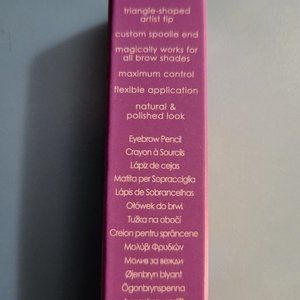 triangle-shaped
artist tip
custom spoolie end
magically works for
all brow shades
maximum control
flexible application
natural &
polished look
Eyebrow Pencil
Crayon à Sourcils
Lápiz de cejas
Matita per Sopracciglia
Lápis de Sobrancelhas
Ołówek do brwi
Tužka na obočí
Creion pentru sprâncene
Μολύβι Φρυδιών
Молив за вежди
Øjenbryn blyant
Ögonbrynspenna